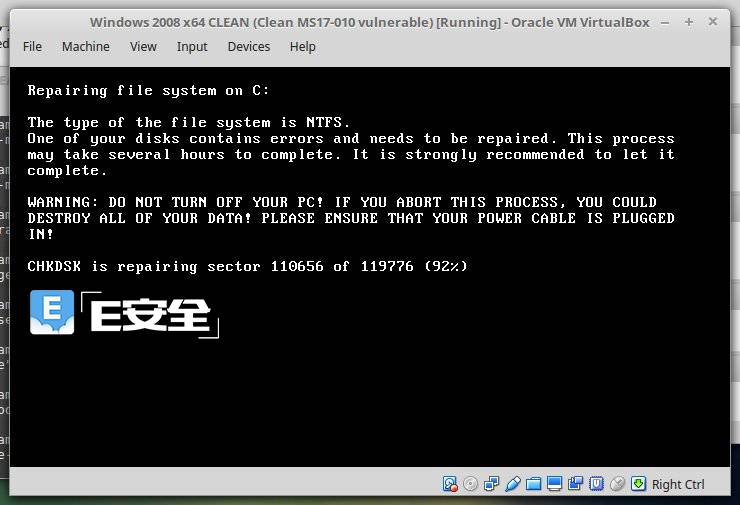 Windows 2008 x64 CLEAN (Clean MS17-010 vulnerable) [Running] - Oracle VM VirtualBox
File Machine View Input Devices Help
Repairing file system on C:
The type of the file system is NTFS.
One of your disks contains errors and needs to be repaired. This process
may take several hours to complete. It is strongly recommended to let it
complete.
WARNING: DO NOT TURN OFF YOUR PC! IF YOU ABORT THIS PROCESS, YOU COULD
DESTROY ALL OF YOUR DATA! PLEASE ENSURE THAT YOUR POWER CABLE IS PLUGGED
IN!
CHKDSK is repairing sector 110656 of 119776 (92%)
E E安全
Right Ctrl